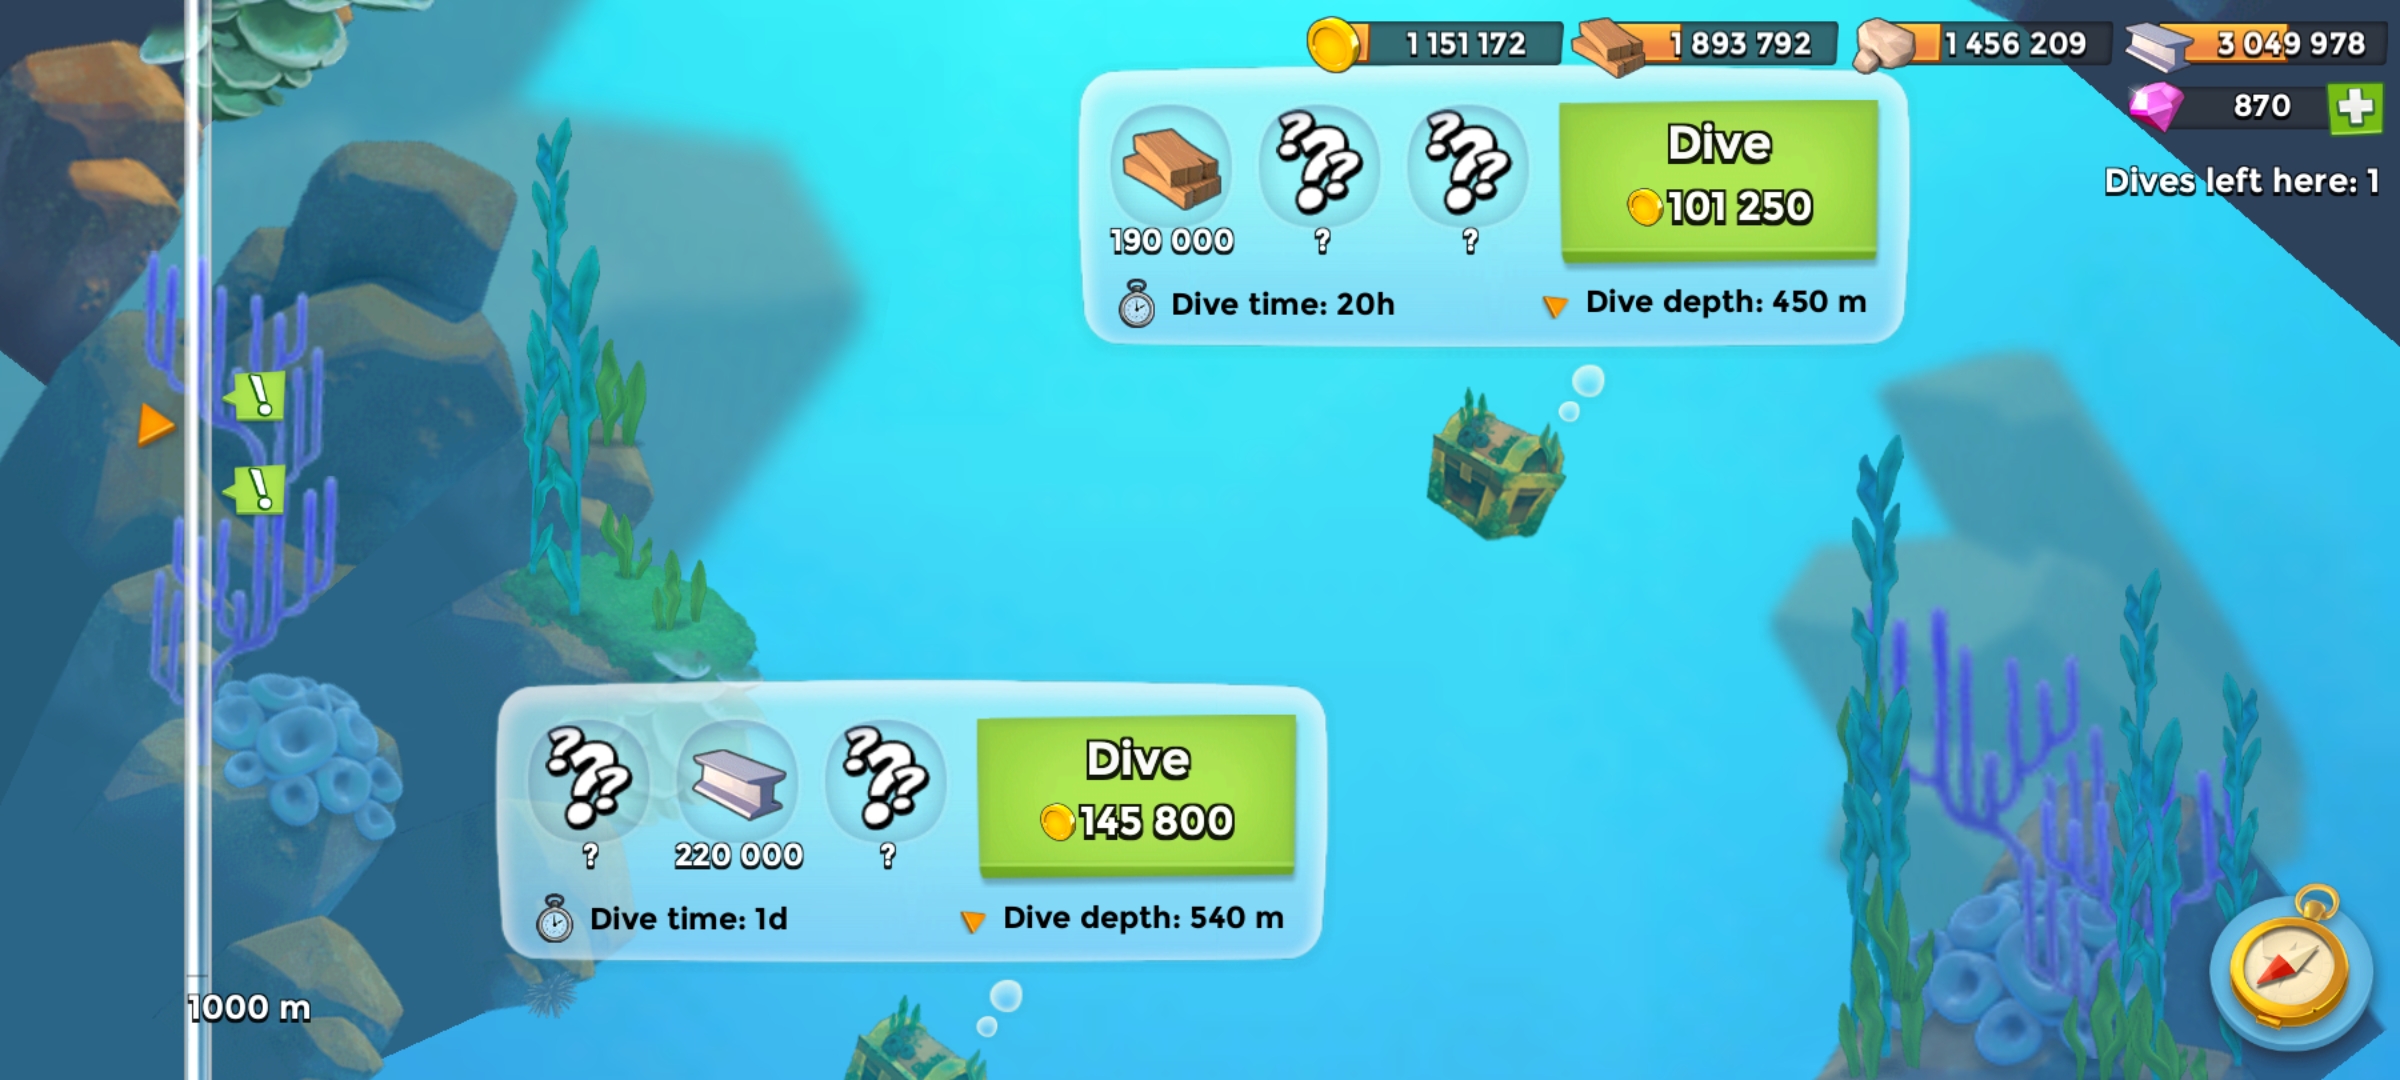 1 151 172
1 893 792
1 456 209
3 049 978
870
Dives left here: 1
???
???
Dive
101 250
190 000
?
?
Dive time: 20h
Dive depth: 450 m
!
!
???
???
Dive
145 800
?
220 000
?
Dive time: 1d
Dive depth: 540 m
1000 m